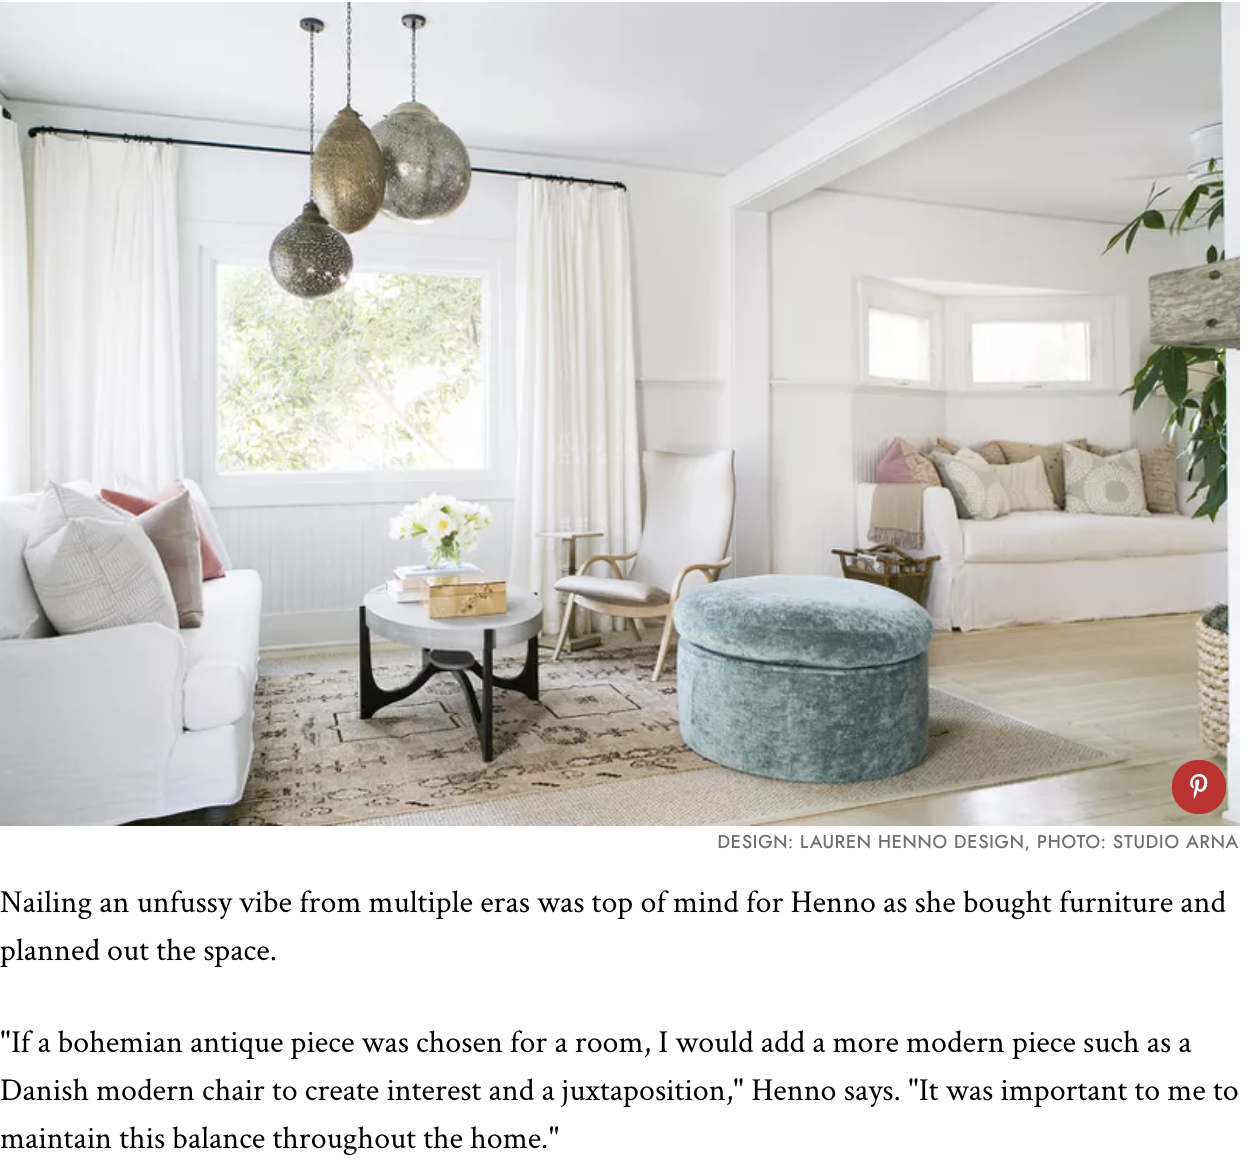 DESIGN: LAUREN HENNO DESIGN, PHOTO: STUDIO ARNA
Nailing an unfussy vibe from multiple eras was top of mind for Henno as she bought furniture and
planned out the space.
"If a bohemian antique piece was chosen for a room, I would add a more modern piece such as a
Danish modern chair to create interest and a juxtaposition," Henno says. "It was important to me to
maintain this balance throughout the home."